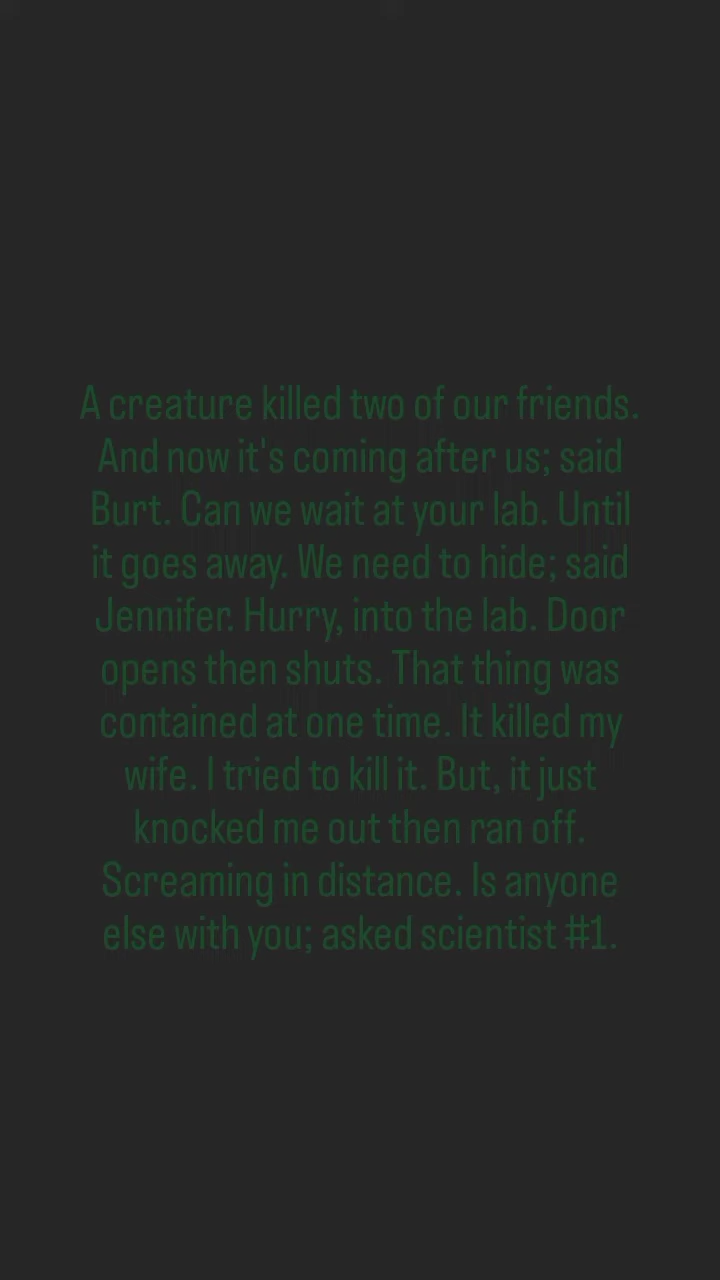 A creature killed two of our friends.
And now it's coming after us; said
Burt. Can we wait at your lab. Until
it goes away. We need to hide; said
Jennifer. Hurry, into the lab. Door
opens then shuts. That thing was
contained at one time. It killed my
wife. I tried to kill it. But, it just
knocked me out then ran off.
Screaming in distance. Is anyone
else with you; asked scientist #1.